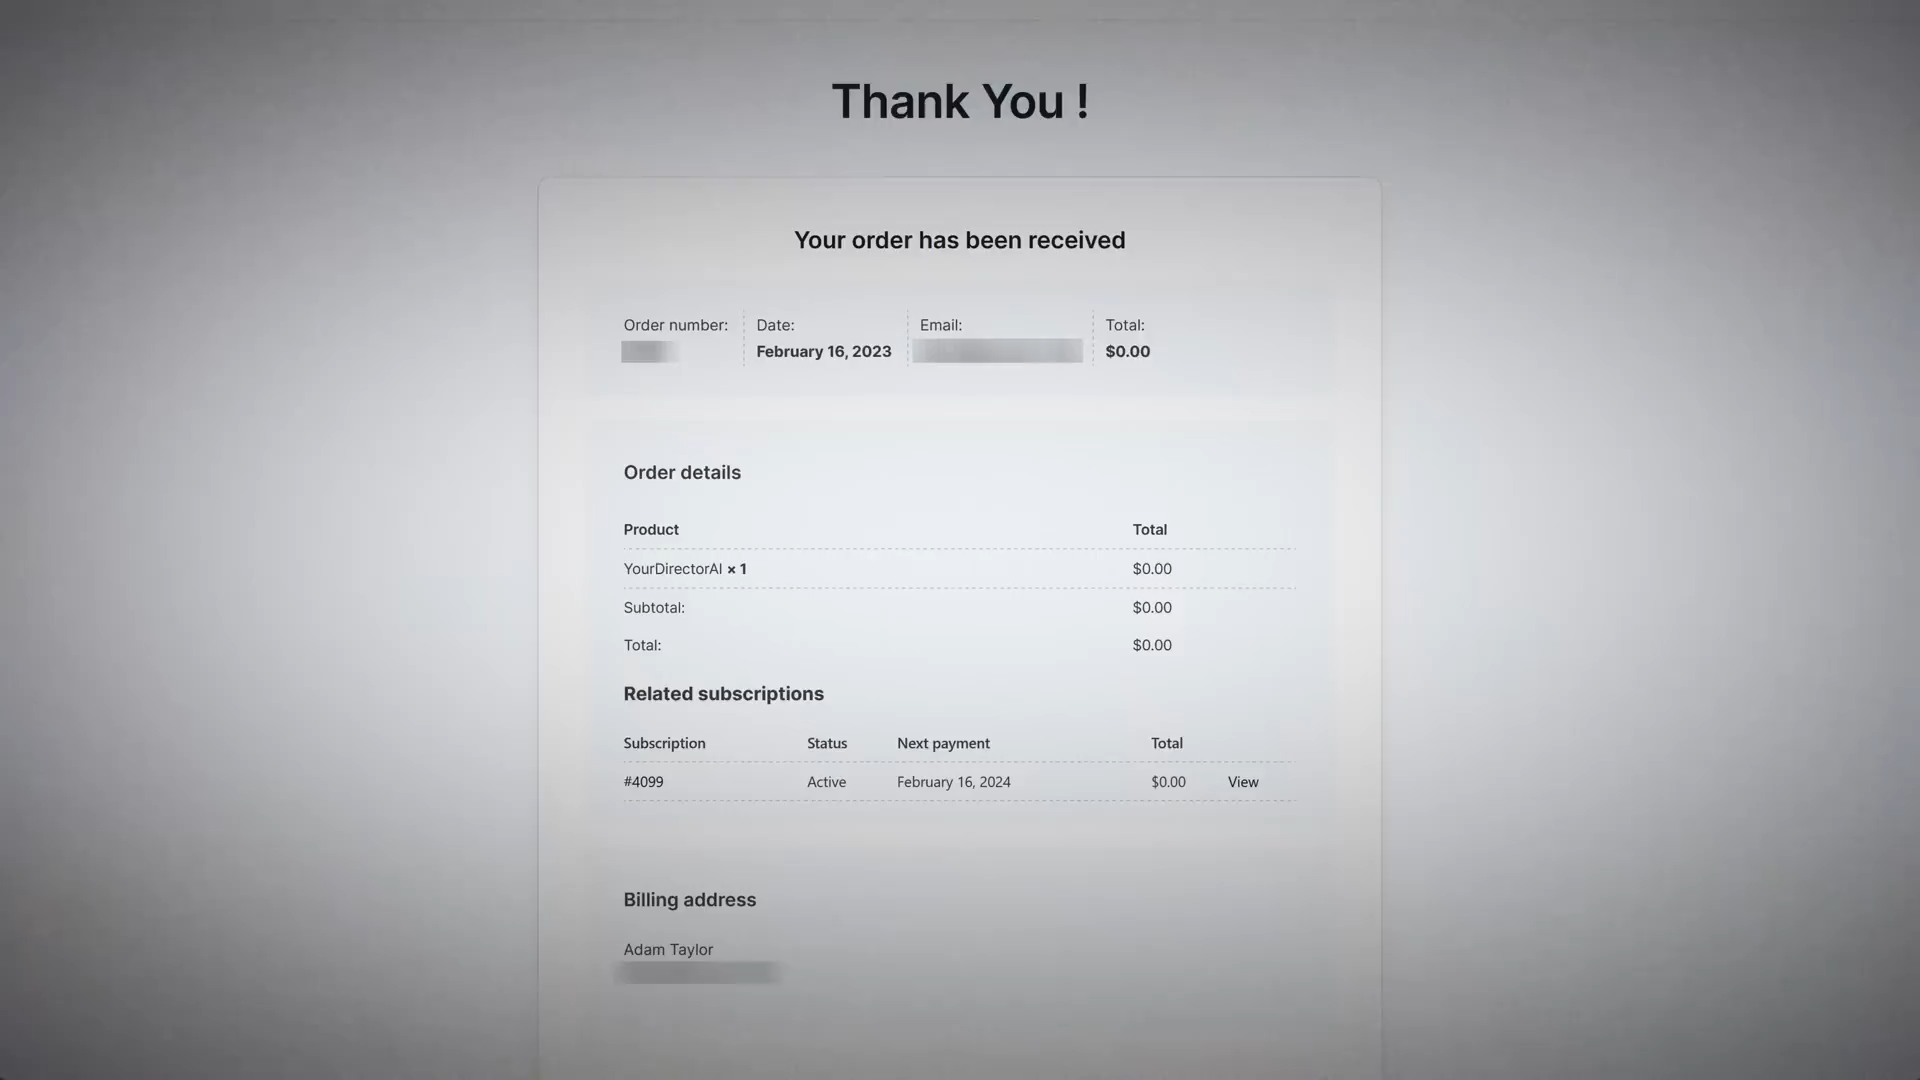 Thank You !
Your order has been received
Order number: Date: Email: Total:
February 16, 2023 $0.00
Order details
Product Total
YourDirectorAI × 1 $0.00
Subtotal: $0.00
Total: $0.00
Related subscriptions
Subscription Status Next payment Total
#4099 Active February 16, 2024 $0.00 View
Billing address
Adam Taylor